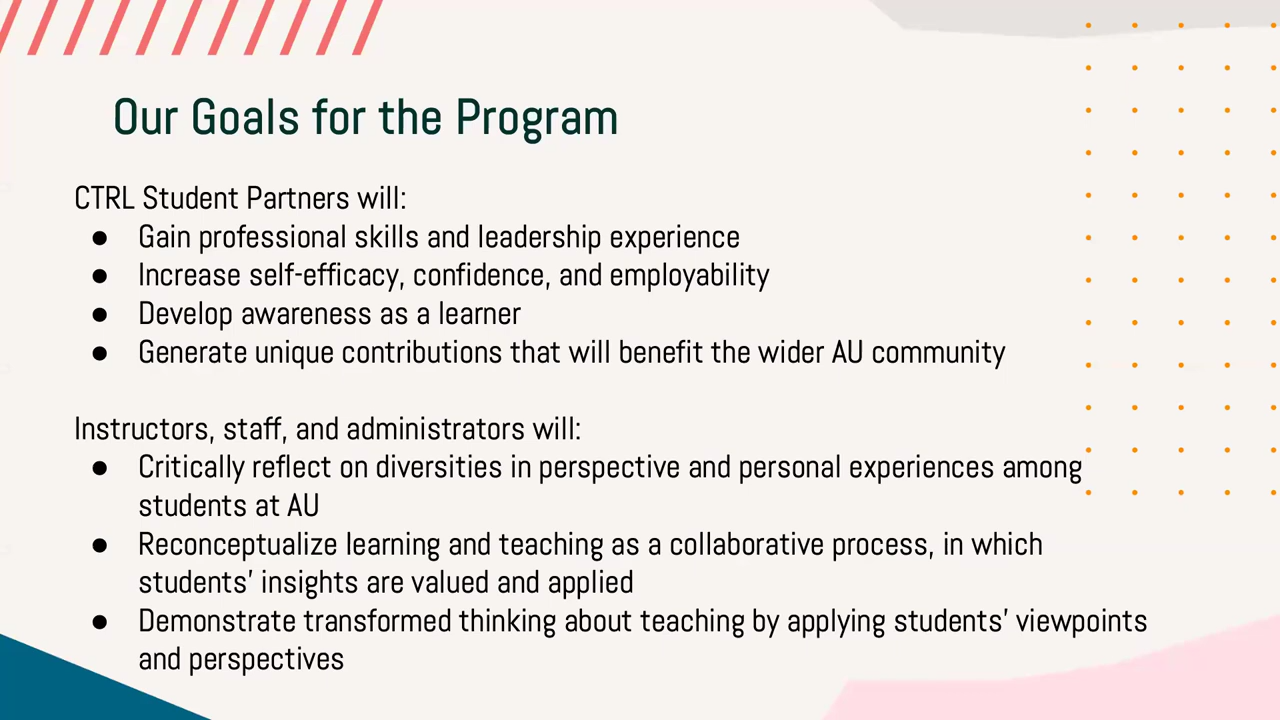 Our Goals for the Program
CTRL Student Partners will:
● Gain professional skills and leadership experience
● Increase self-efficacy, confidence, and employability
● Develop awareness as a learner
● Generate unique contributions that will benefit the wider AU community
Instructors, staff, and administrators will:
● Critically reflect on diversities in perspective and personal experiences among
students at AU
● Reconceptualize learning and teaching as a collaborative process, in which
students’ insights are valued and applied
● Demonstrate transformed thinking about teaching by applying students’ viewpoints
and perspectives